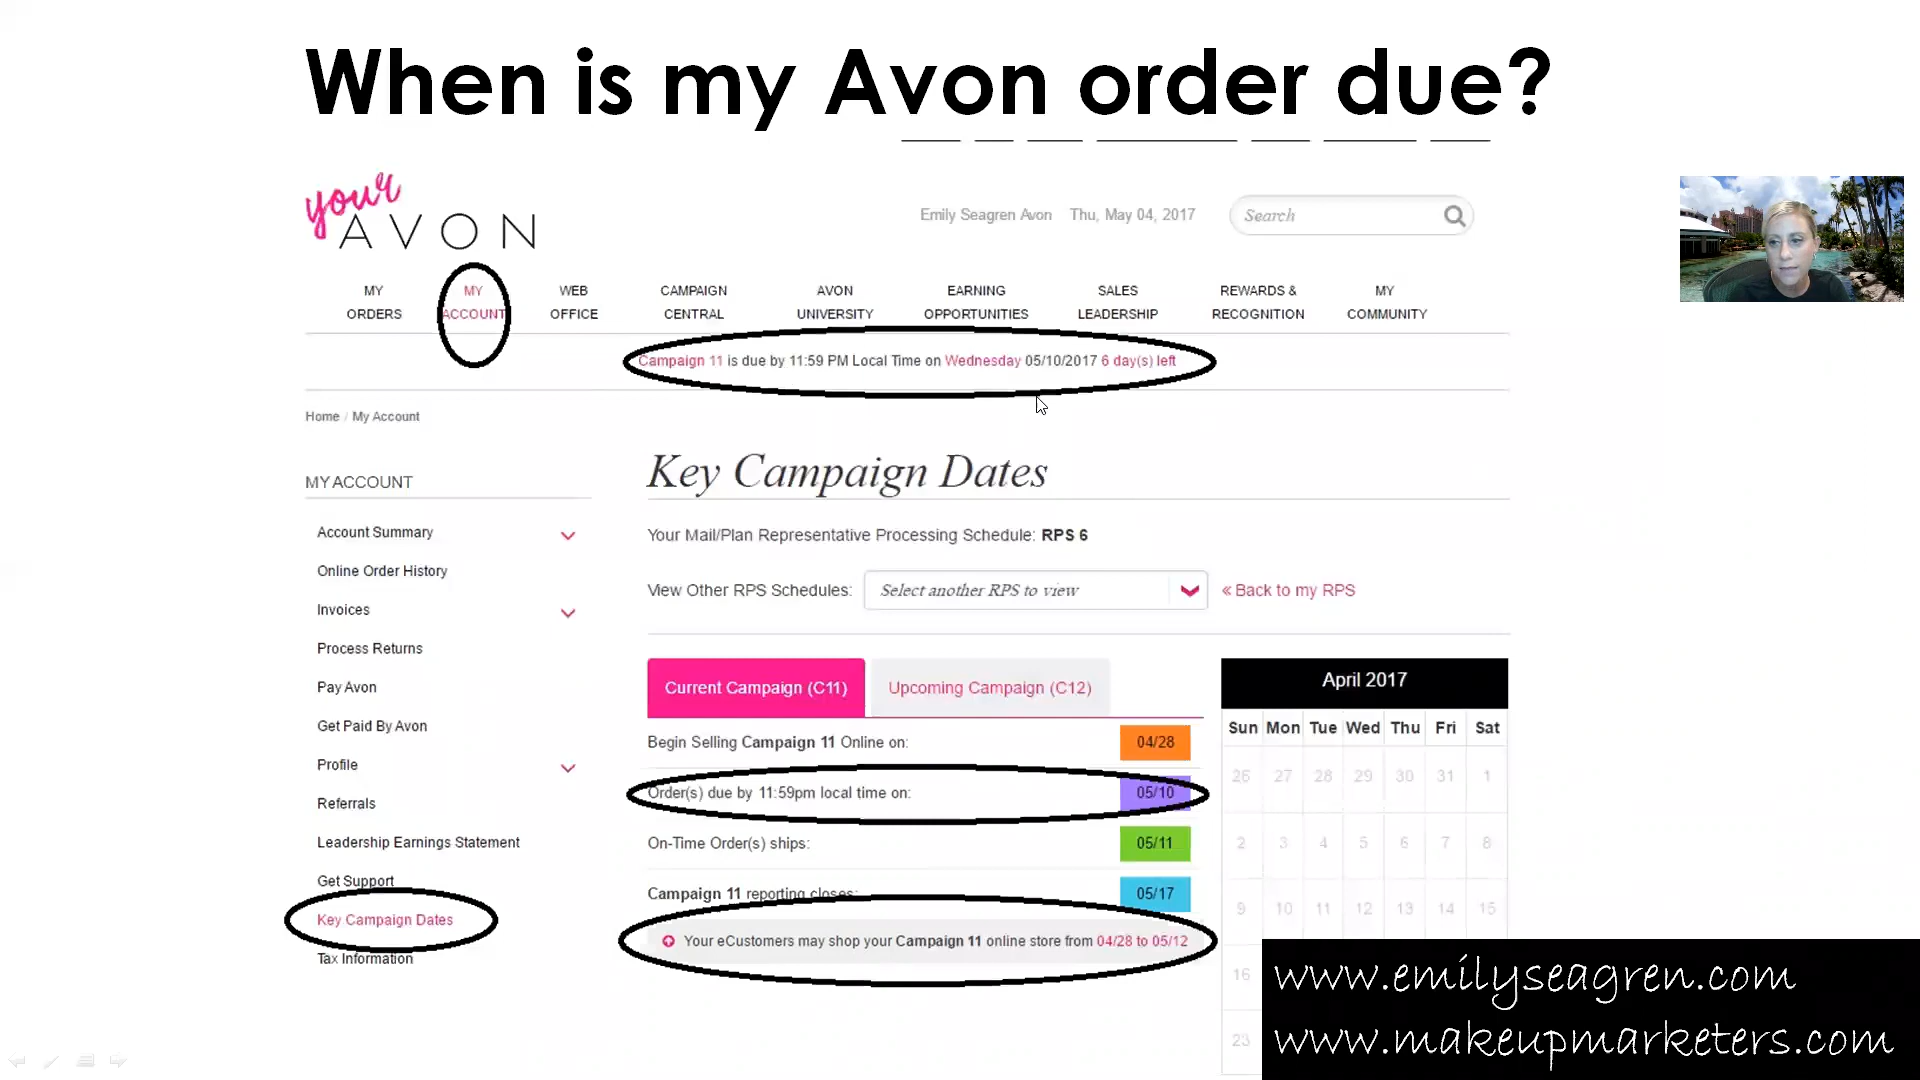 When is my Avon order due?
your
AVON
Emily Seagren Avon Thu, May 04, 2017
Search
MY ORDERS
MY ACCOUNT
WEB OFFICE
CAMPAIGN CENTRAL
AVON UNIVERSITY
EARNING OPPORTUNITIES
SALES LEADERSHIP
REWARDS & RECOGNITION
MY COMMUNITY
Campaign 11 is due by 11:59 PM Local Time on Wednesday 05/10/2017 6 day(s) left
Home / My Account
MY ACCOUNT
Account Summary
Online Order History
Invoices
Process Returns
Pay Avon
Get Paid By Avon
Profile
Referrals
Leadership Earnings Statement
Get Support
Key Campaign Dates
Tax Information
Key Campaign Dates
Your Mail/Plan Representative Processing Schedule: RPS 6
View Other RPS Schedules: Select another RPS to view « Back to my RPS
Current Campaign (C11) Upcoming Campaign (C12)
Begin Selling Campaign 11 Online on: 04/28
Order(s) due by 11:59pm local time on: 05/10
On-Time Order(s) ships: 05/11
Campaign 11 reporting closes: 05/17
Your eCustomers may shop your Campaign 11 online store from 04/28 to 05/12
April 2017
Sun Mon Tue Wed Thu Fri Sat
26 27 28 29 30 31 1
2 3 4 5 6 7 8
9 10 11 12 13 14 15
16
23
www.emilyseagren.com
www.makeupmarketers.com